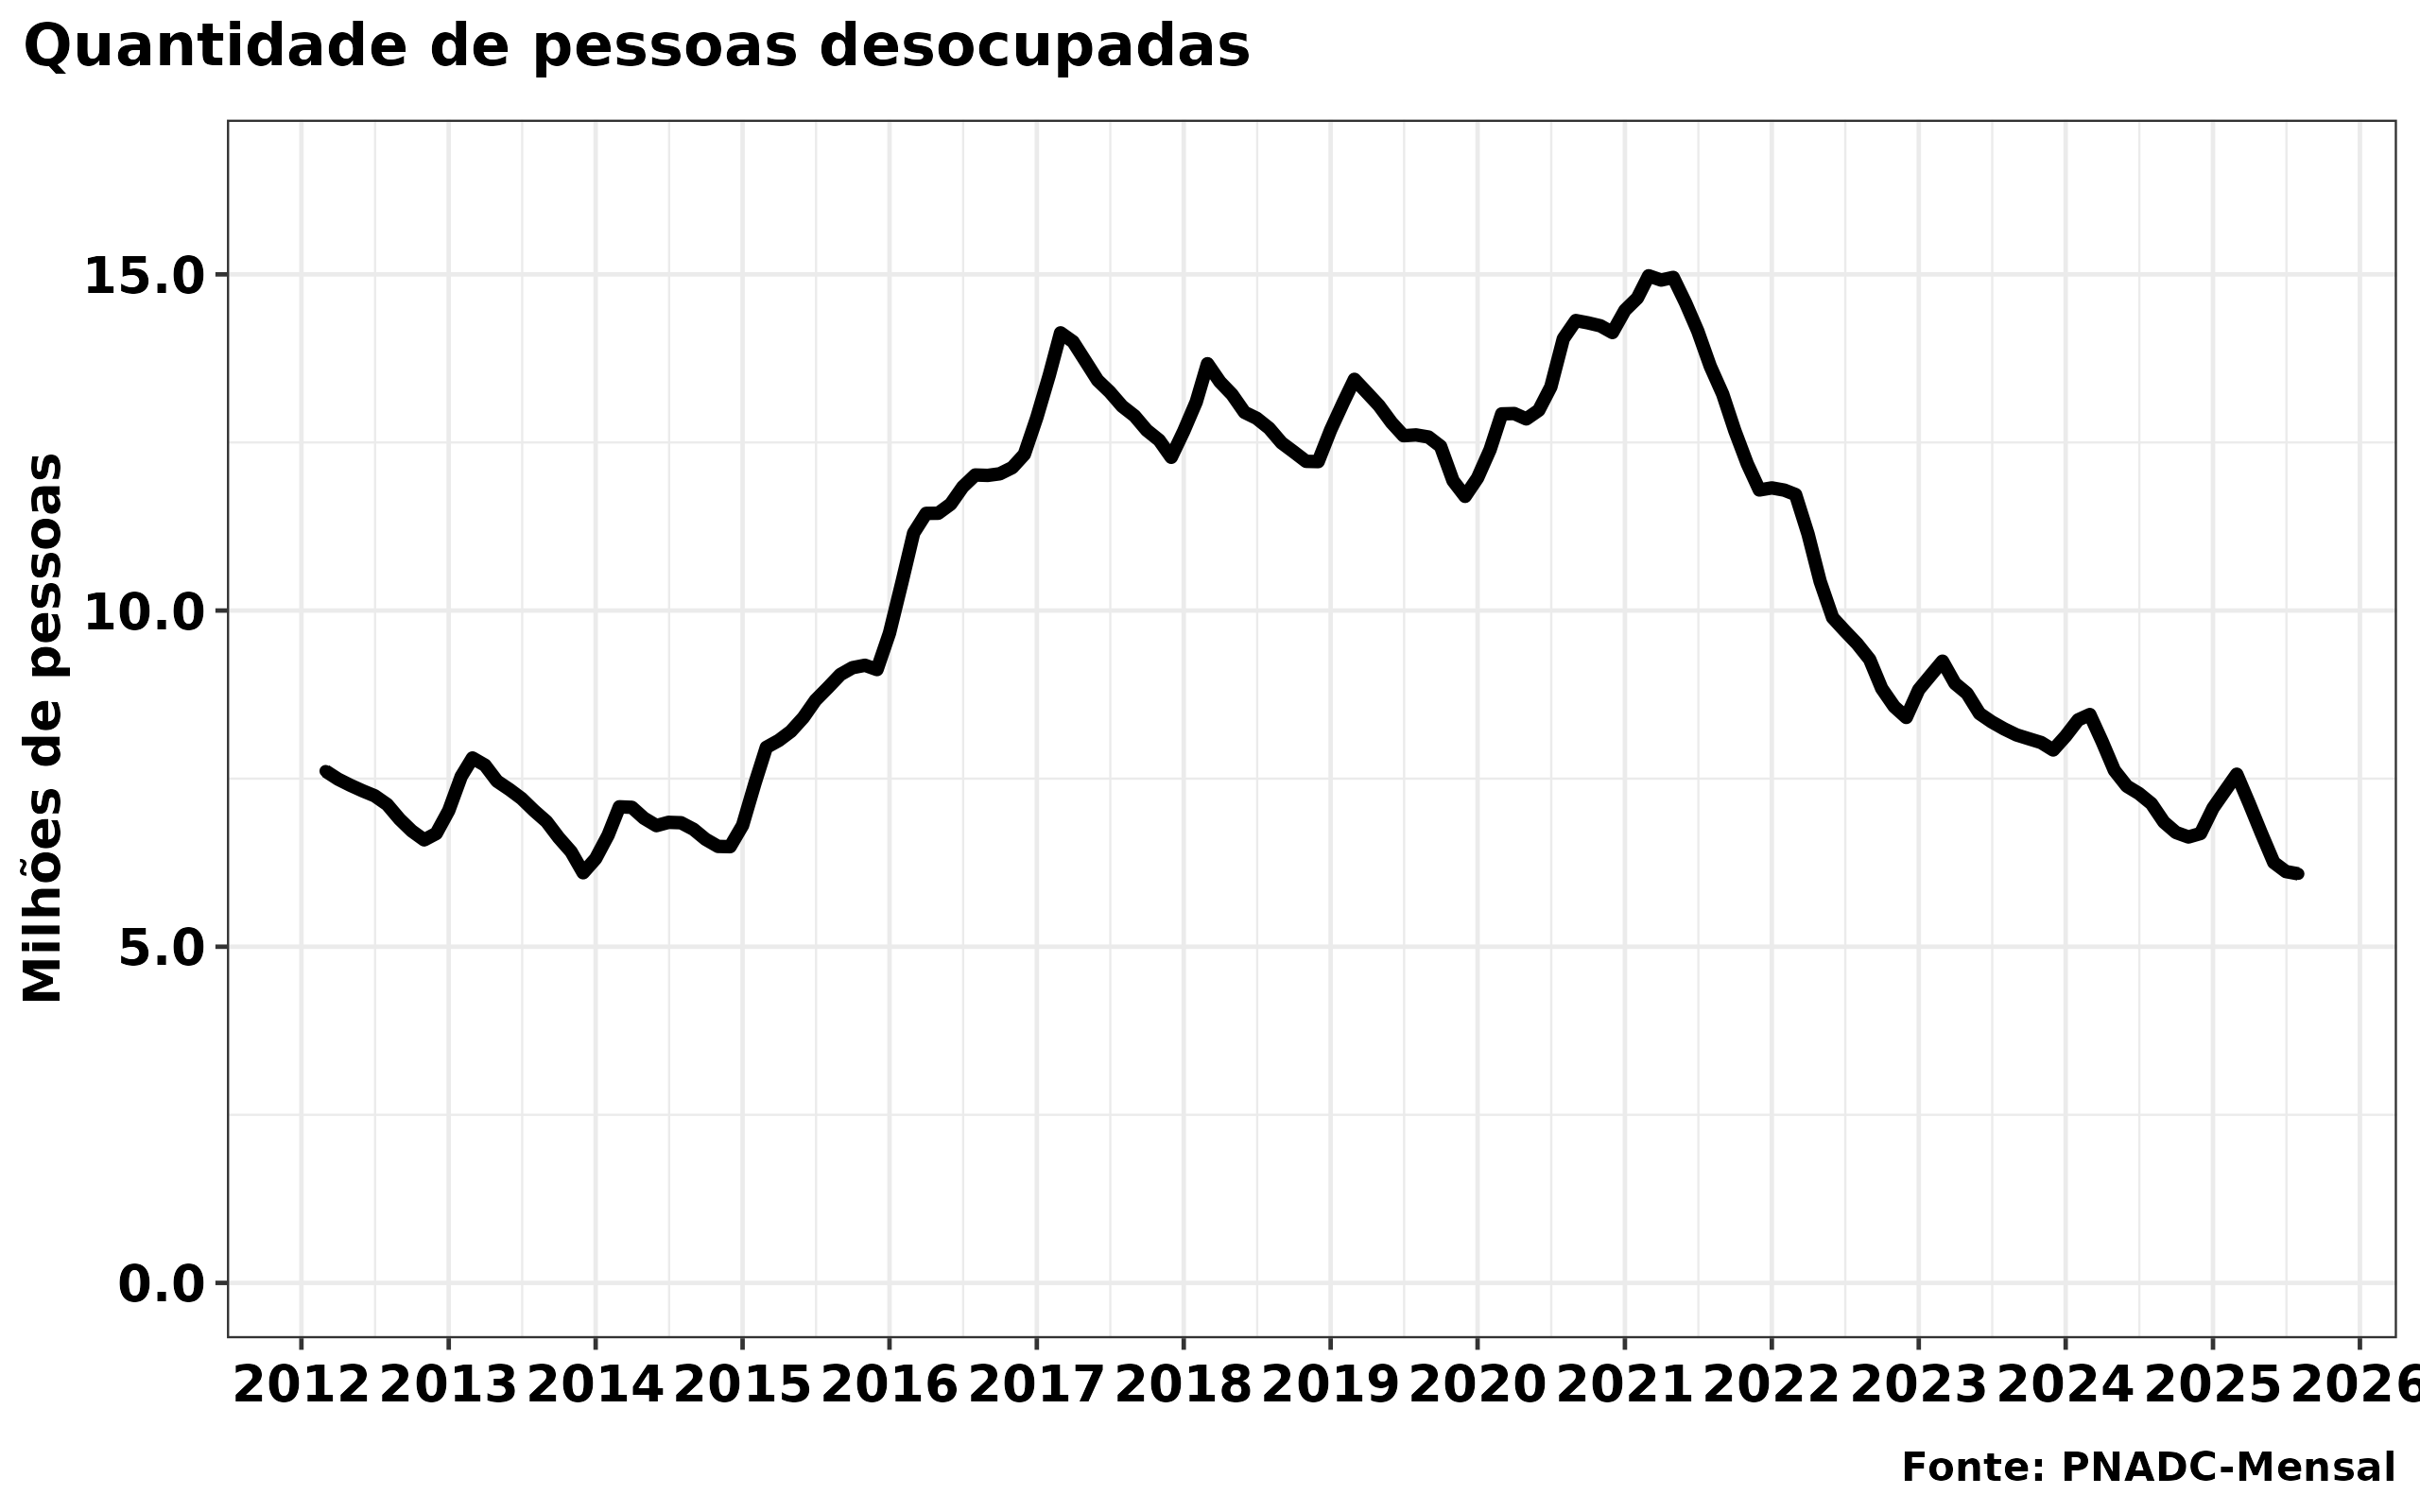 Quantidade de pessoas desocupadas
Milhões de pessoas
15.0
10.0
5.0
0.0
2012 2013 2014 2015 2016 2017 2018 2019 2020 2021 2022 2023 2024 2025 2026
Fonte: PNADC-Mensal